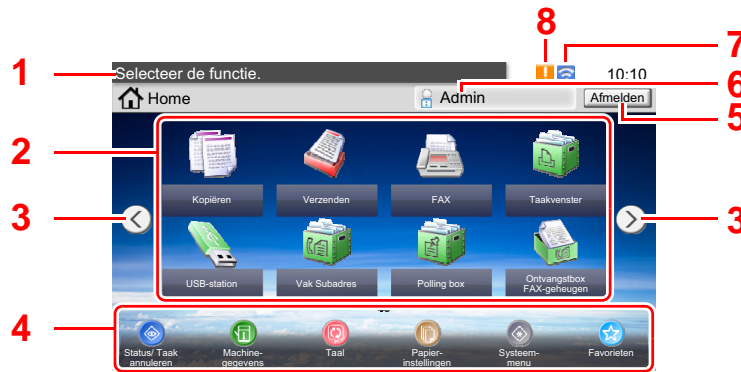 8
7
1
Selecteer de functie.
10:10
6
Home
Admin
Afmelden
5
2
Kopiëren
Verzenden
FAX
Taakvenster
3
3
USB-station
Vak Subadres
Polling box
Ontvangstbox
FAX-geheugen
4
Status/ Taak
annuleren
Machine-
gegevens
Taal
Papier-
instellingen
Systeem-
menu
Favorieten